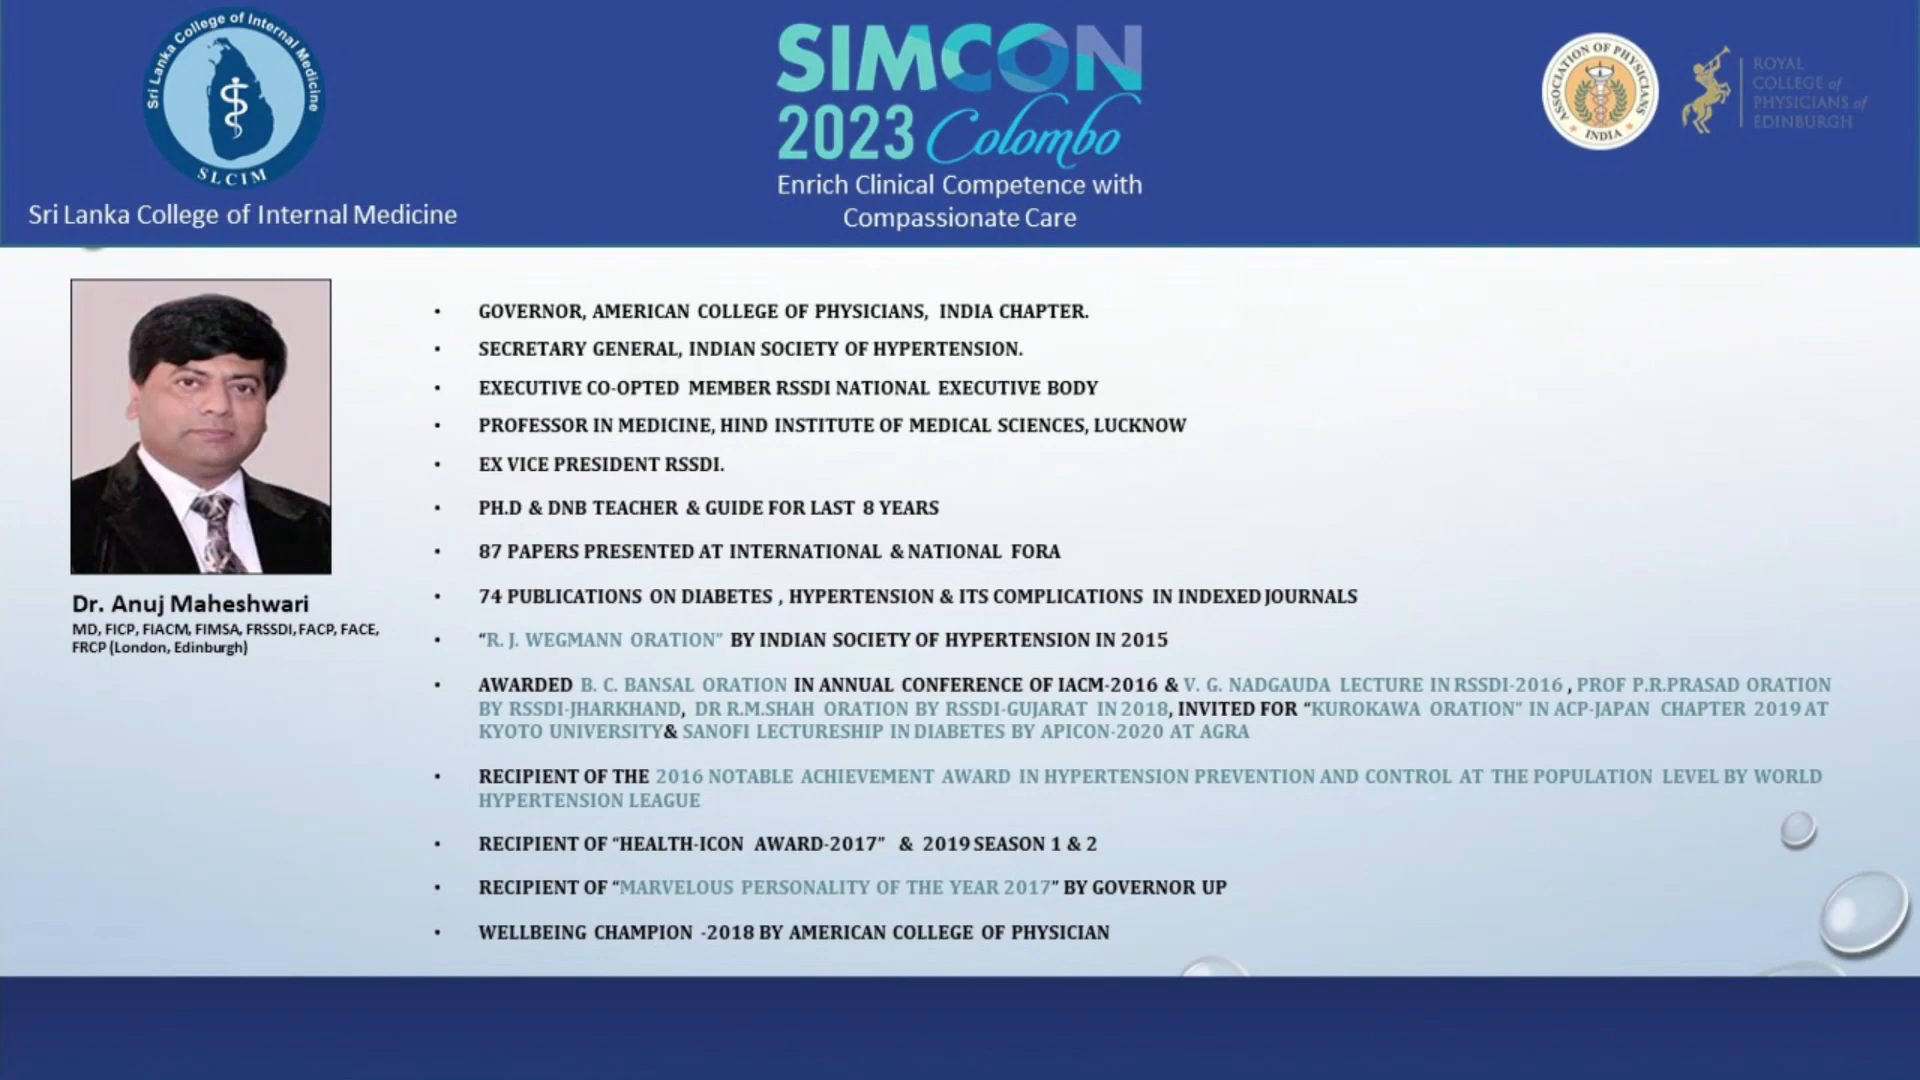 Sri Lanka College of Internal Medicine
SLCIM
Sri Lanka College of Internal Medicine
SIMCON
2023 Colombo
Enrich Clinical Competence with
Compassionate Care
ASSOCIATION OF PHYSICIANS
INDIA
ROYAL
COLLEGE of
PHYSICIANS of
EDINBURGH
Dr. Anuj Maheshwari
MD, FICP, FIACM, FIMSA, FRSSDI, FACP, FACE,
FRCP (London, Edinburgh)
• GOVERNOR, AMERICAN COLLEGE OF PHYSICIANS, INDIA CHAPTER.
• SECRETARY GENERAL, INDIAN SOCIETY OF HYPERTENSION.
• EXECUTIVE CO-OPTED MEMBER RSSDI NATIONAL EXECUTIVE BODY
• PROFESSOR IN MEDICINE, HIND INSTITUTE OF MEDICAL SCIENCES, LUCKNOW
• EX VICE PRESIDENT RSSDI.
• PH.D & DNB TEACHER & GUIDE FOR LAST 8 YEARS
• 87 PAPERS PRESENTED AT INTERNATIONAL & NATIONAL FORA
• 74 PUBLICATIONS ON DIABETES , HYPERTENSION & ITS COMPLICATIONS IN INDEXED JOURNALS
• “R. J. WEGMANN ORATION” BY INDIAN SOCIETY OF HYPERTENSION IN 2015
• AWARDED B. C. BANSAL ORATION IN ANNUAL CONFERENCE OF IACM-2016 & V. G. NADGAUDA LECTURE IN RSSDI-2016 , PROF P.R.PRASAD ORATION
BY RSSDI-JHARKHAND, DR R.M.SHAH ORATION BY RSSDI-GUJARAT IN 2018, INVITED FOR “KUROKAWA ORATION” IN ACP-JAPAN CHAPTER 2019 AT
KYOTO UNIVERSITY& SANOFI LECTURESHIP IN DIABETES BY APICON-2020 AT AGRA
• RECIPIENT OF THE 2016 NOTABLE ACHIEVEMENT AWARD IN HYPERTENSION PREVENTION AND CONTROL AT THE POPULATION LEVEL BY WORLD
HYPERTENSION LEAGUE
• RECIPIENT OF “HEALTH-ICON AWARD-2017” & 2019 SEASON 1 & 2
• RECIPIENT OF “MARVELOUS PERSONALITY OF THE YEAR 2017” BY GOVERNOR UP
• WELLBEING CHAMPION -2018 BY AMERICAN COLLEGE OF PHYSICIAN